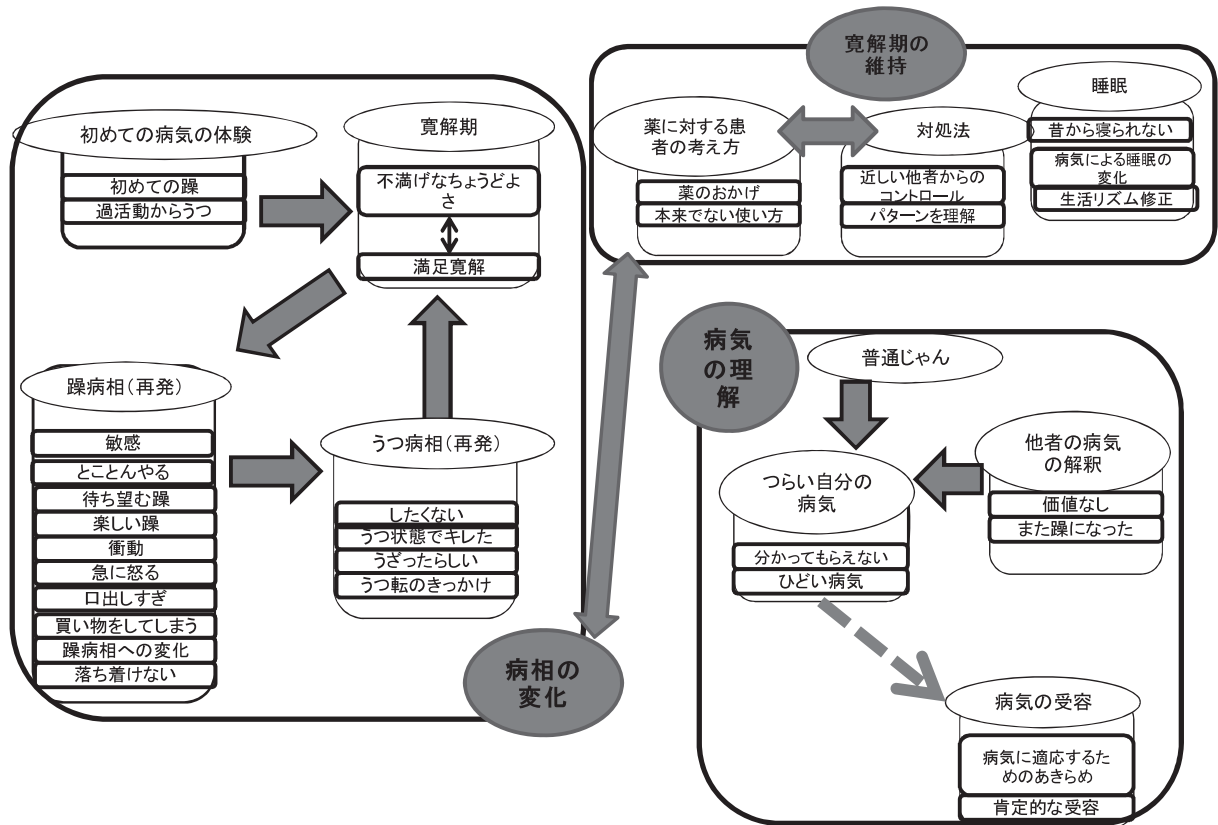 初めての病気の体験
初めての躁
過活動からうつ
寛解期
不満げなちょうどよ
さ
満足寛解
躁病相(再発)
敏感
とことんやる
待ち望む躁
楽しい躁
衝動
急に怒る
口出しすぎ
買い物をしてしまう
躁病相への変化
落ち着けない
うつ病相(再発)
したくない
うつ状態でキレた
うざったらしい
うつ転のきっかけ
病相の
変化
寛解期の
維持
薬に対する患
者の考え方
薬のおかげ
本来でない使い方
対処法
近しい他者からの
コントロール
パターンを理解
睡眠
昔から寝られない
病気による睡眠の
変化
生活リズム修正
病気
の理
解
普通じゃん
つらい自分の
病気
分かってもらえない
ひどい病気
他者の病気
の解釈
価値なし
また躁になった
病気の受容
病気に適応するた
めのあきらめ
肯定的な受容